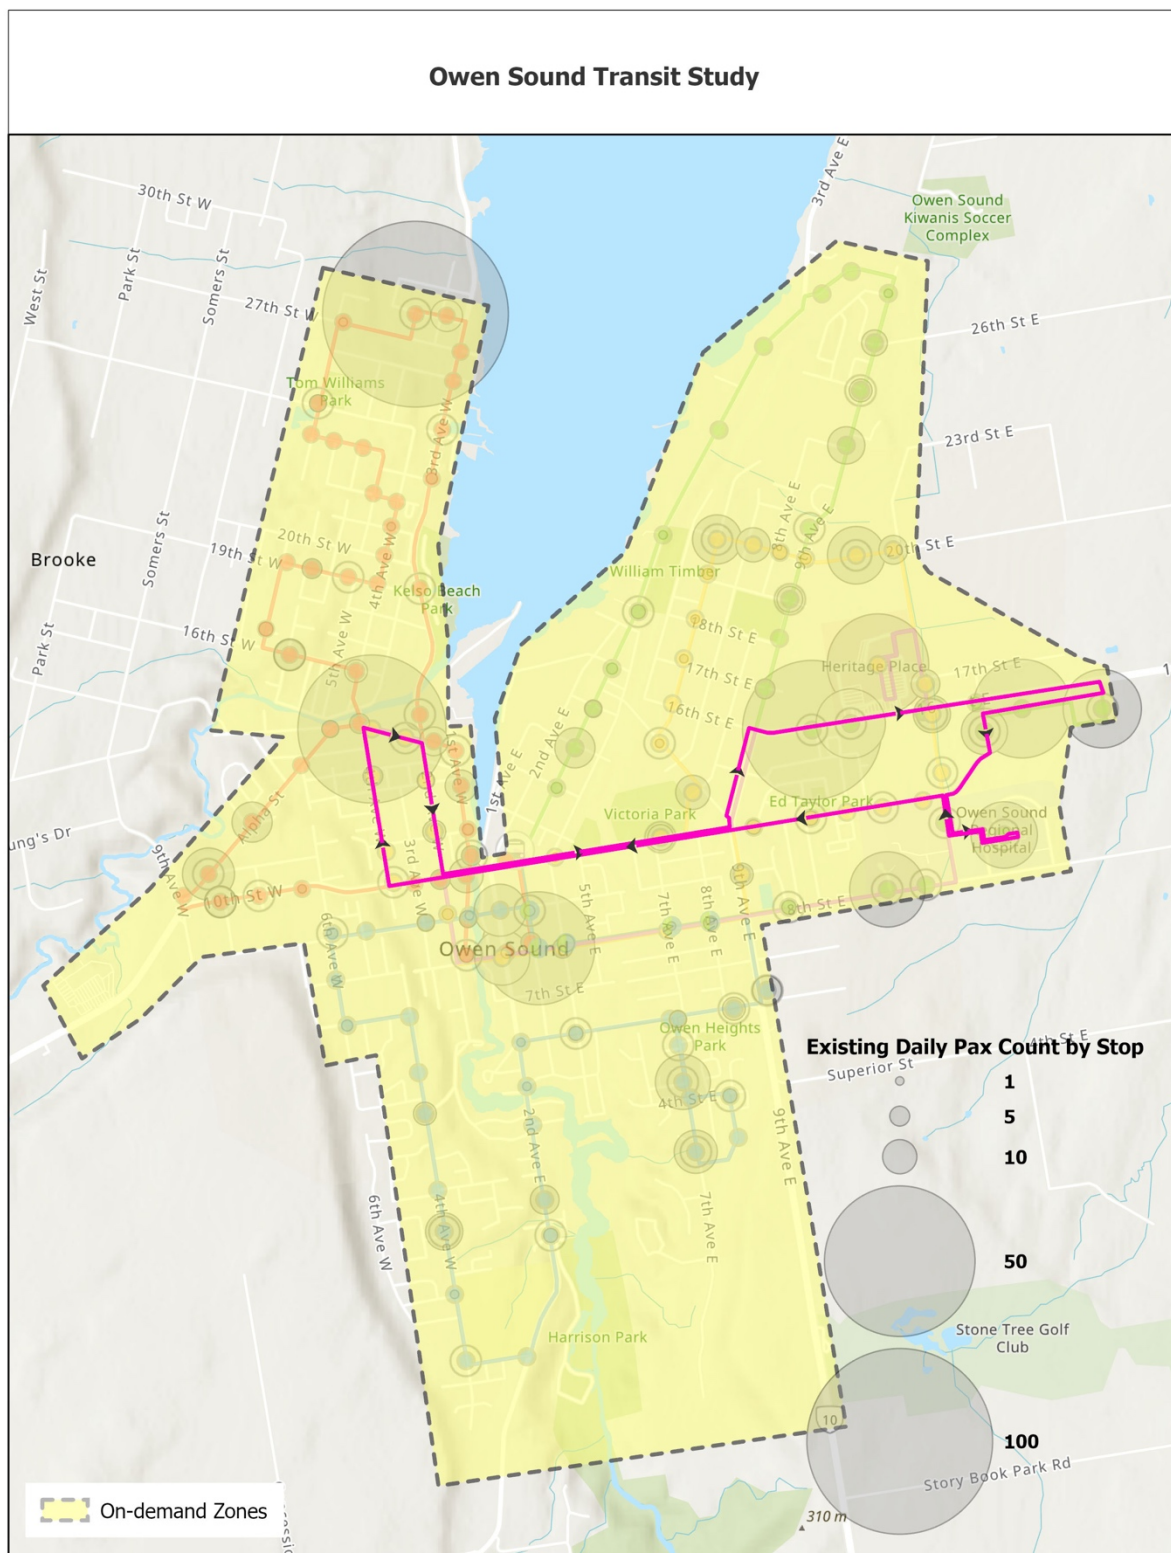 Owen Sound Transit Study
3rd Ave E
30th St W
Owen Sound
Kiwanis Soccer
Complex
West St
Park St
Somers St
27th St W
26th St E
Tom Williams
Park
3rd Ave W
23rd St E
8th Ave E
9th Ave E
20th St W
19th St W
20th St E
Brooke
Somers St
4th Ave W
William Timber
Kelso Beach
Park
18th St E
16th St W
Park St
5th Ave W
Heritage Place
17th St E
17th St E
1
16th St E
2nd Ave E
1st Ave W
1st Ave E
Victoria Park
Ed Taylor Park
Owen Sound
Regional
Hospital
Alpha St
ung's Dr
9th Ave W
3rd Ave W
10th St W
5th Ave E
7th Ave E
8th Ave E
9th Ave E
8th St E
6th Ave W
Owen Sound
7th St E
Owen Heights
Park
4th St E
Existing Daily Pax Count by Stop
Superior St
1
4th St E
2nd Ave E
9th Ave E
5
10
6th Ave W
4th Ave W
7th Ave E
50
Harrison Park
Stone Tree Golf
Club
10
100
Story Book Park Rd
On-demand Zones
310 m